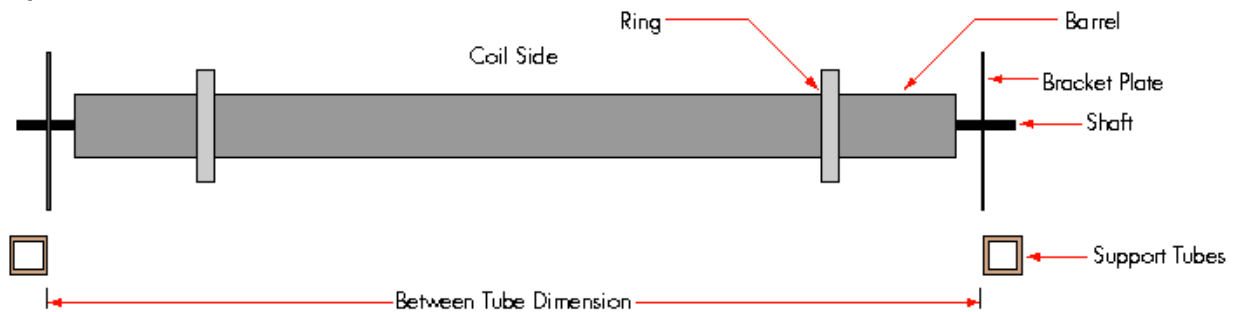 Ring
Barrel
Coil Side
Bracket Plate
Shaft
Support Tubes
Between Tube Dimension